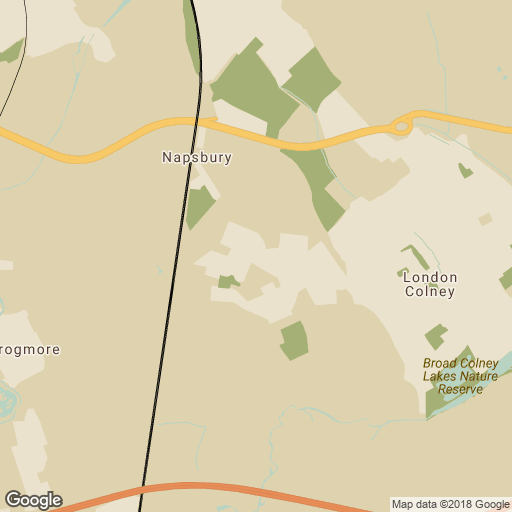 Napsbury
London
Colney
rogmore
Broad Colney
Lakes Nature
Reserve
Google
Map data ©2018 Google